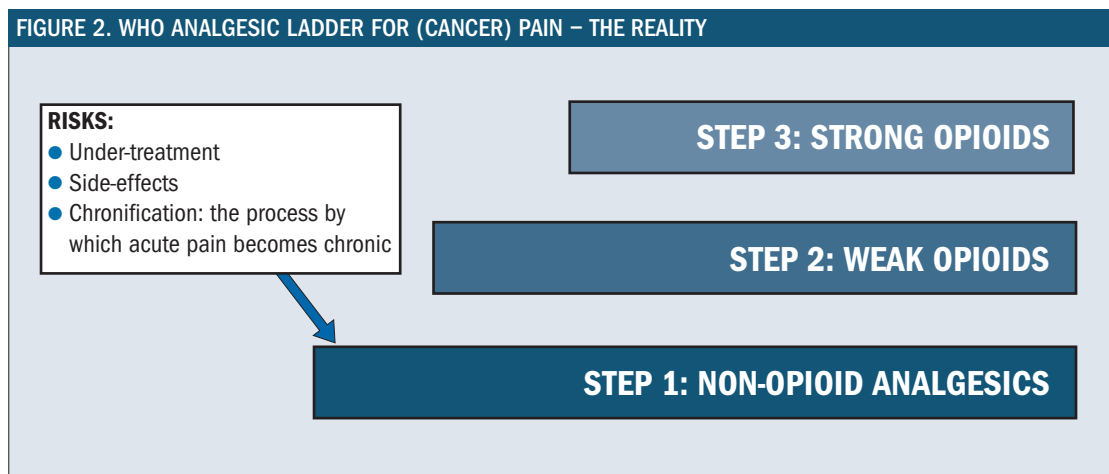 FIGURE 2. WHO ANALGESIC LADDER FOR (CANCER) PAIN – THE REALITY
RISKS:
● Under-treatment
● Side-effects
● Chronification: the process by
which acute pain becomes chronic
STEP 3: STRONG OPIOIDS
STEP 2: WEAK OPIOIDS
STEP 1: NON-OPIOID ANALGESICS